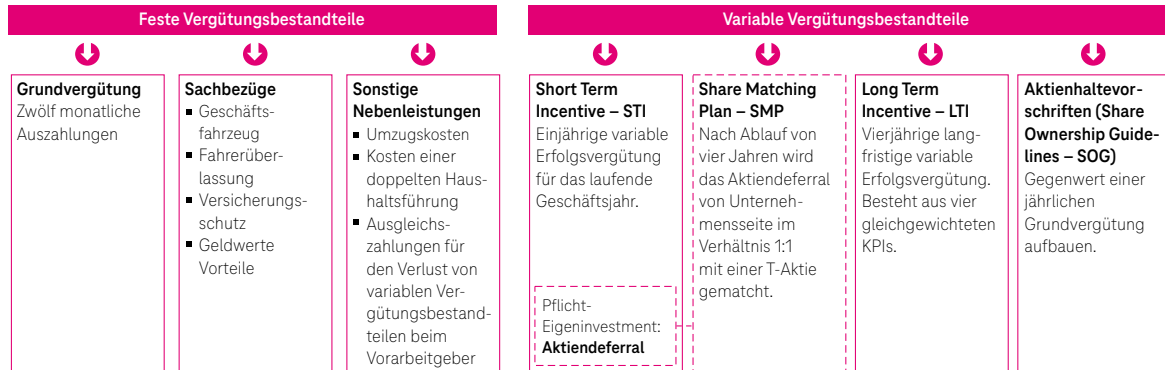 Feste Vergütungsbestandteile
Variable Vergütungsbestandteile
Grundvergütung
Zwölf monatliche
Auszahlungen
Sachbezüge
▪ Geschäfts-
fahrzeug
▪ Fahrerüber-
lassung
▪ Versicherungs-
schutz
▪ Geldwerte
Vorteile
Sonstige
Nebenleistungen
▪ Umzugskosten
▪ Kosten einer
doppelten Haus-
haltsführung
▪ Ausgleichs-
zahlungen für
den Verlust von
variablen Ver-
gütungsbestand-
teilen beim
Vorarbeitgeber
Short Term
Incentive – STI
Einjährige variable
Erfolgsvergütung
für das laufende
Geschäftsjahr.
Pflicht-
Eigeninvestment:
Aktiendeferral
Share Matching
Plan – SMP
Nach Ablauf von
vier Jahren wird
das Aktiendeferral
von Unterneh-
mensseite im
Verhältnis 1:1
mit einer T-Aktie
gematcht.
Long Term
Incentive – LTI
Vierjährige lang-
fristige variable
Erfolgsvergütung.
Besteht aus vier
gleichgewichteten
KPIs.
Aktienhaltevor-
schriften (Share
Ownership Guide-
lines – SOG)
Gegenwert einer
jährlichen
Grundvergütung
aufbauen.